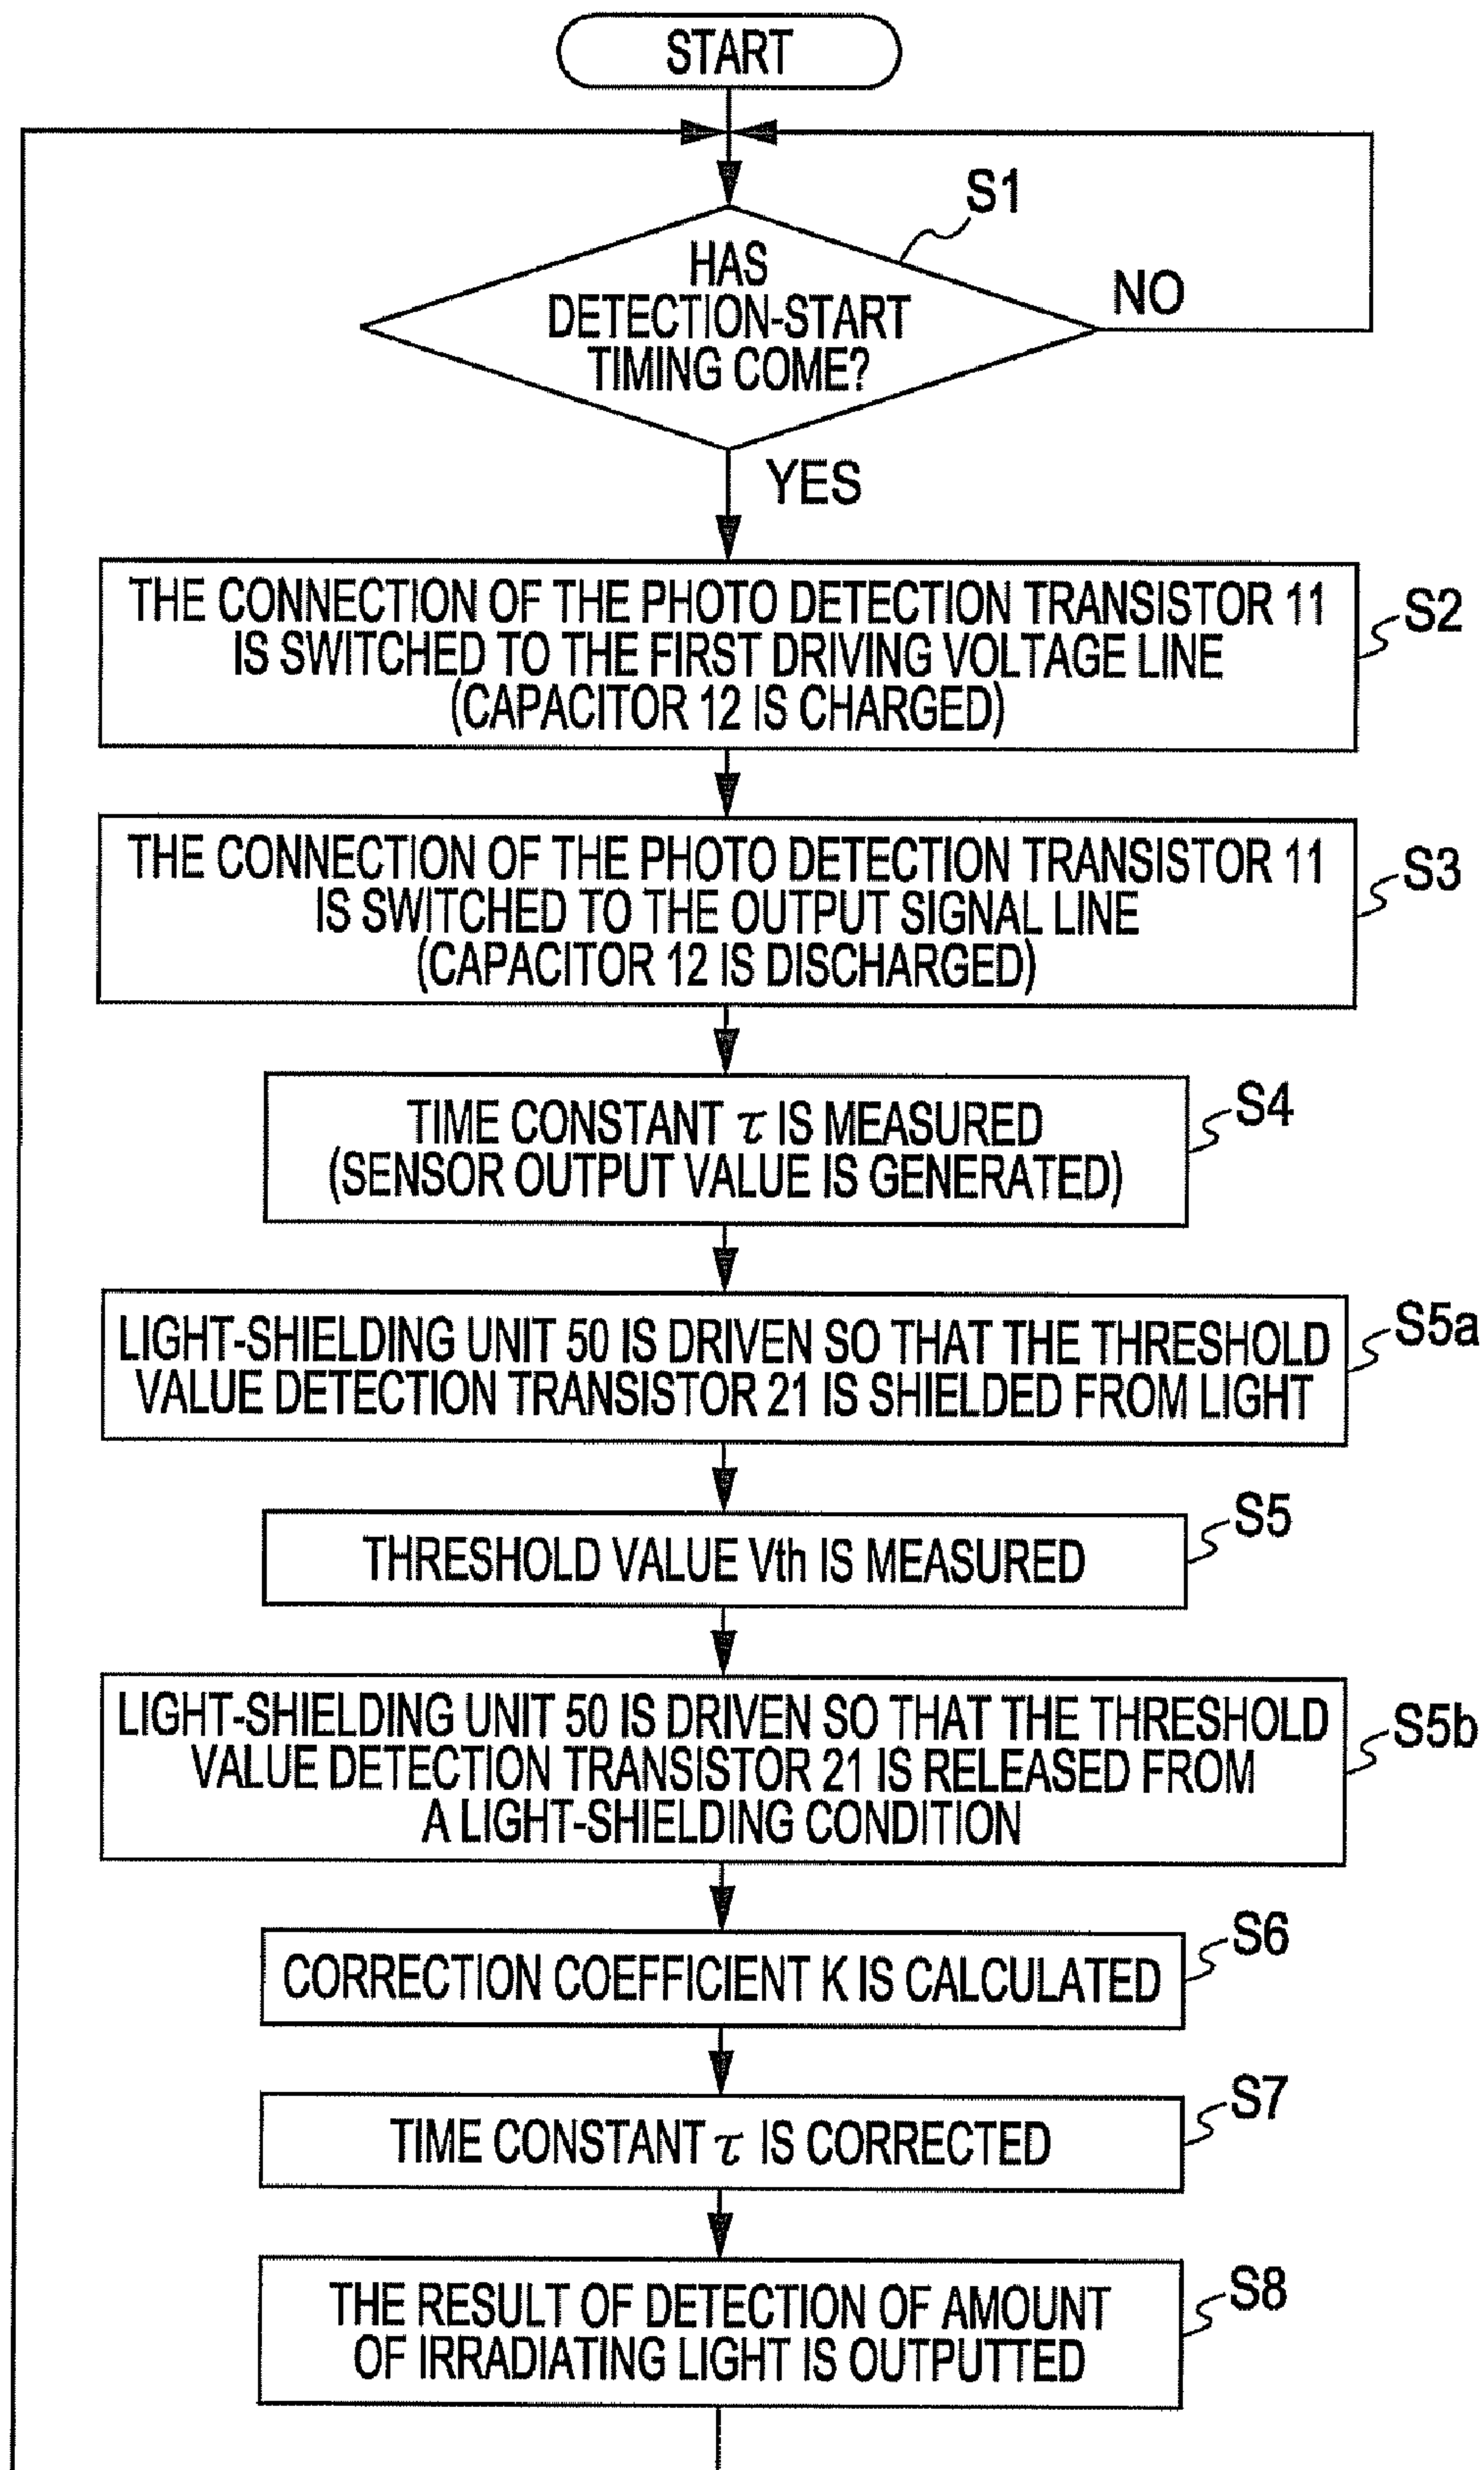 START
S1
HAS
DETECTION-START
TIMING COME?
NO
YES
THE CONNECTION OF THE PHOTO DETECTION TRANSISTOR 11
IS SWITCHED TO THE FIRST DRIVING VOLTAGE LINE
(CAPACITOR 12 IS CHARGED)
S2
THE CONNECTION OF THE PHOTO DETECTION TRANSISTOR 11
IS SWITCHED TO THE OUTPUT SIGNAL LINE
(CAPACITOR 12 IS DISCHARGED)
S3
TIME CONSTANT τ IS MEASURED
(SENSOR OUTPUT VALUE IS GENERATED)
S4
LIGHT-SHIELDING UNIT 50 IS DRIVEN SO THAT THE THRESHOLD
VALUE DETECTION TRANSISTOR 21 IS SHIELDED FROM LIGHT
S5a
THRESHOLD VALUE Vth IS MEASURED
S5
LIGHT-SHIELDING UNIT 50 IS DRIVEN SO THAT THE THRESHOLD
VALUE DETECTION TRANSISTOR 21 IS RELEASED FROM
A LIGHT-SHIELDING CONDITION
S5b
CORRECTION COEFFICIENT K IS CALCULATED
S6
TIME CONSTANT τ IS CORRECTED
S7
THE RESULT OF DETECTION OF AMOUNT
OF IRRADIATING LIGHT IS OUTPUTTED
S8